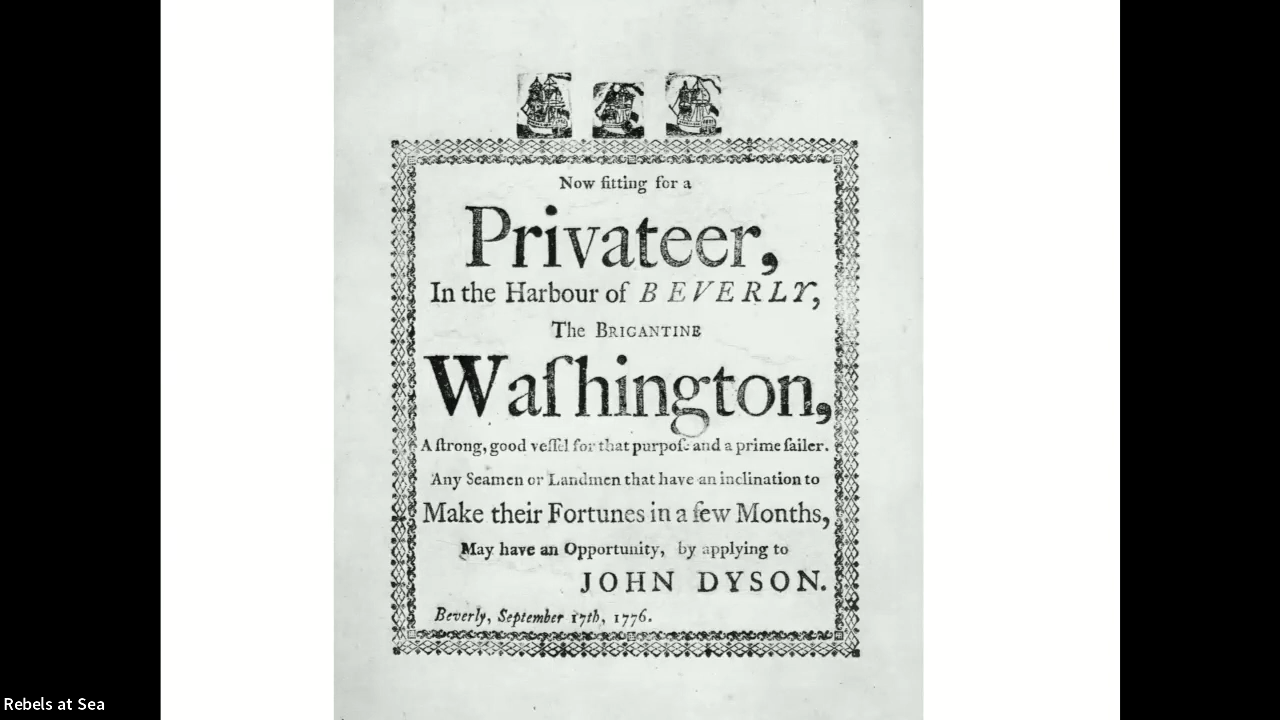 Now fitting for a
Privateer,
In the Harbour of BEVERLY,
The BRIGANTINE
Waſhington,
A ſtrong, good veſſel for that purpoſe and a prime ſailer.
Any Seamen or Landmen that have an inclination to
Make their Fortunes in a few Months,
May have an Opportunity, by applying to
JOHN DYSON.
Beverly, September 17th, 1776.
Rebels at Sea